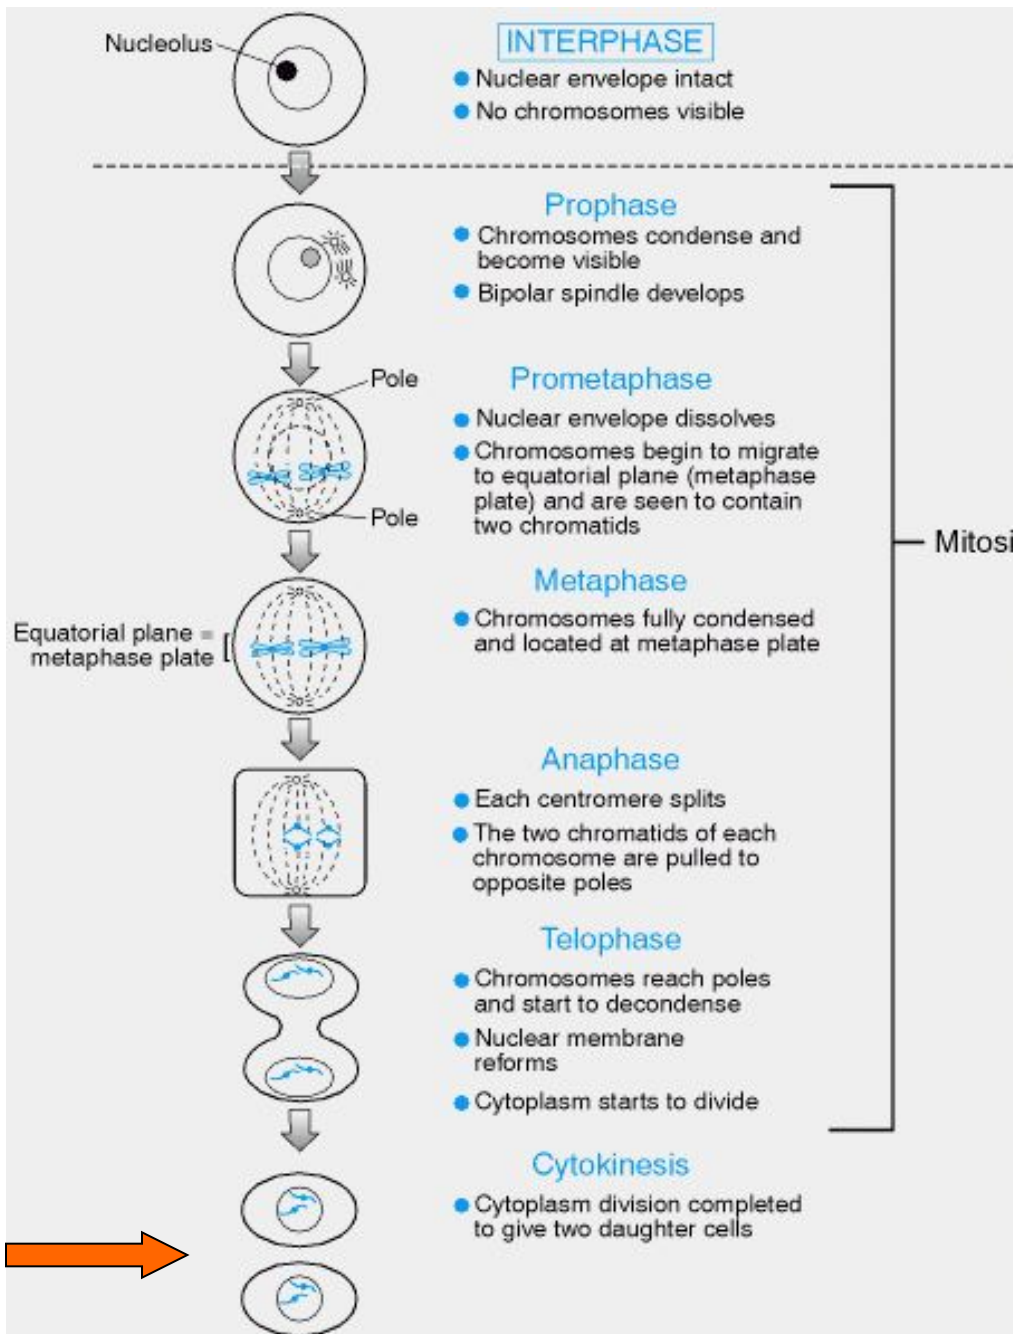 Nucleolus
INTERPHASE
Nuclear envelope intact
No chromosomes visible
Prophase
Chromosomes condense and
become visible
Bipolar spindle develops
Pole
Prometaphase
Nuclear envelope dissolves
Chromosomes begin to migrate
to equatorial plane (metaphase
plate) and are seen to contain
two chromatids
Pole
Mitosi
Metaphase
Chromosomes fully condensed
and located at metaphase plate
Equatorial plane =
metaphase plate
Anaphase
Each centromere splits
The two chromatids of each
chromosome are pulled to
opposite poles
Telophase
Chromosomes reach poles
and start to decondense
Nuclear membrane
reforms
Cytoplasm starts to divide
Cytokinesis
Cytoplasm division completed
to give two daughter cells